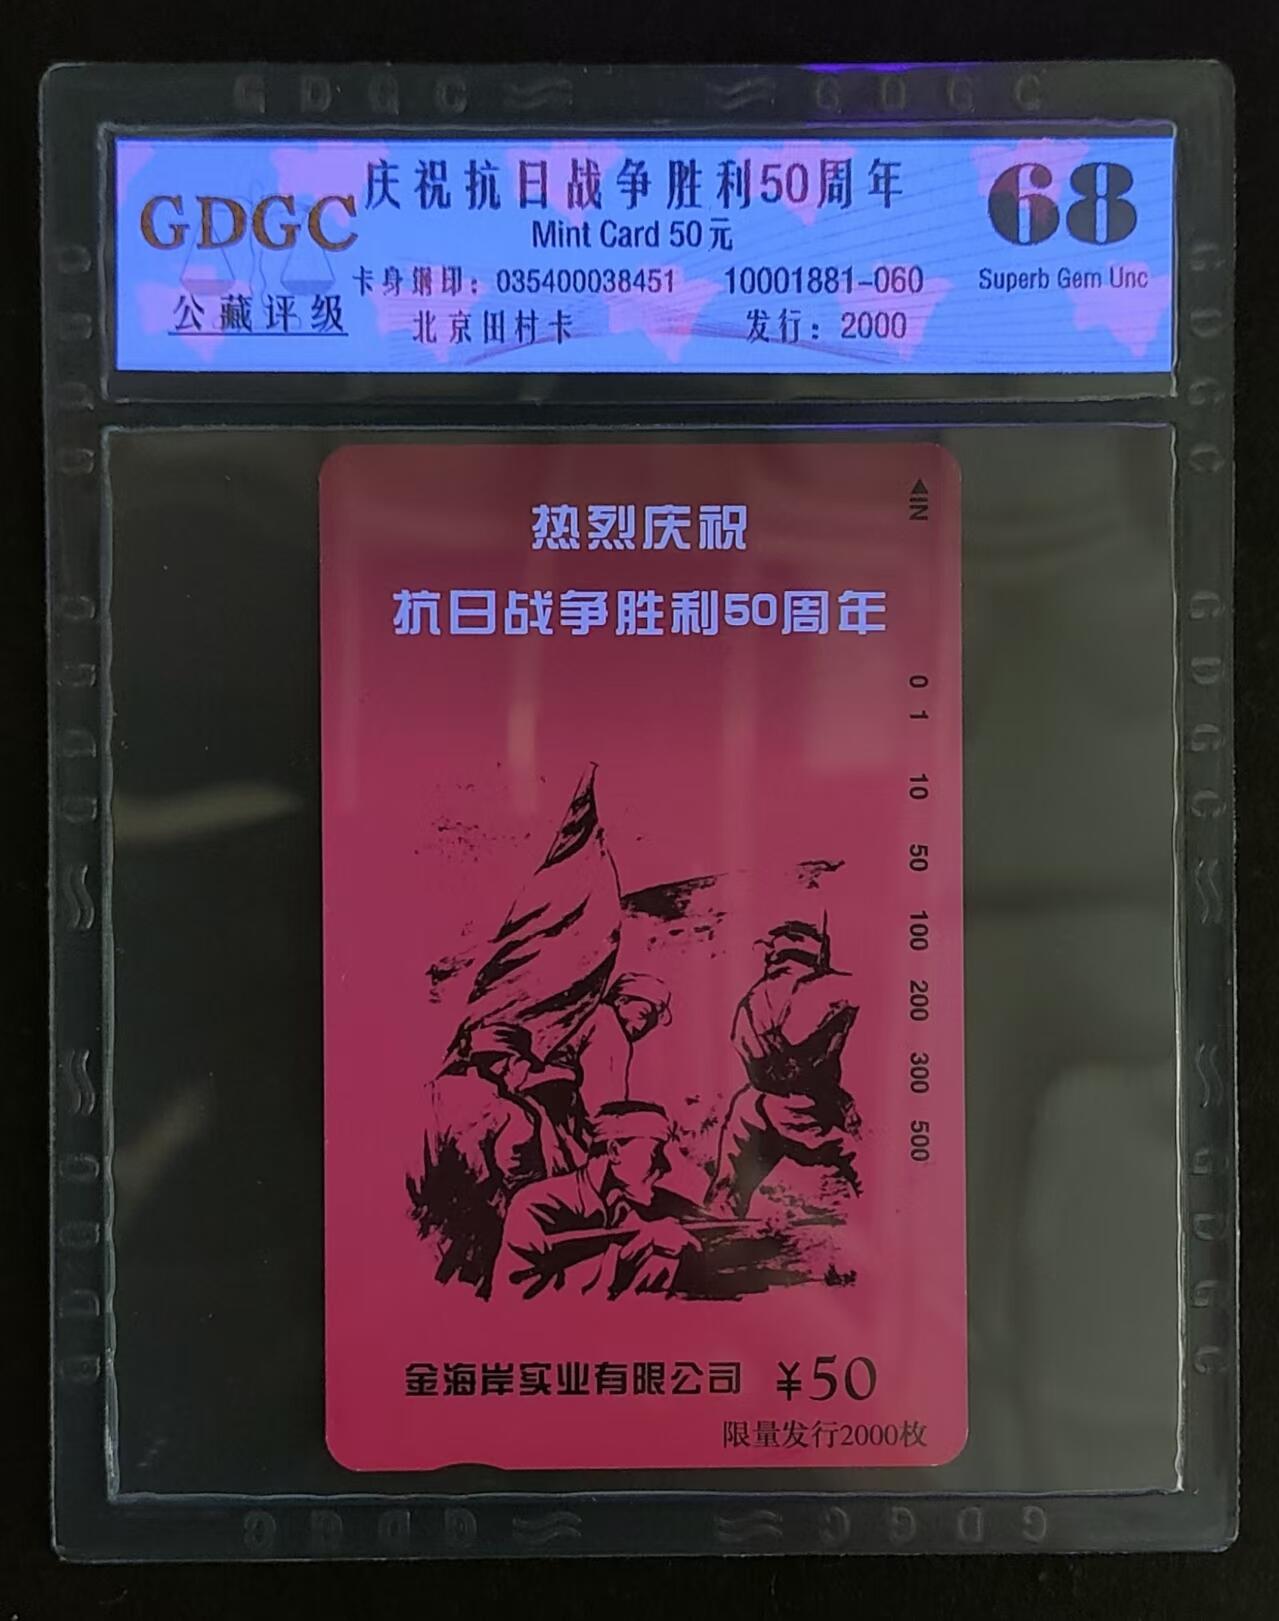 GDGC ≈ ≈ GDGC
庆祝抗日战争胜利50周年
GDGC
68
Mint Card 50元
卡身钢印：035400038451
10001881-060
Superb Gem Unc
公藏评级
北京田村卡
发行：2000
IN
热烈庆祝
抗日战争胜利50周年
0 1 10 50 100 200 300 500
金海岸实业有限公司 ¥50
限量发行2000枚